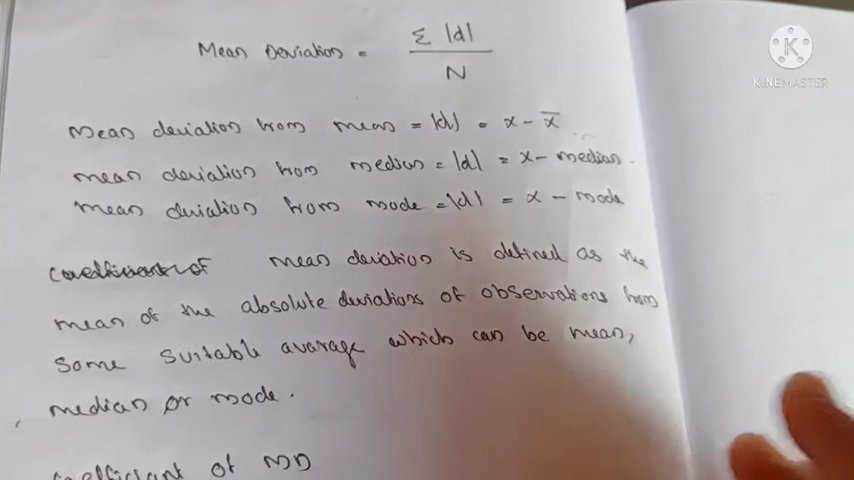 Mean Deviation = Σ |d| / N
K
KINEMASTER
Mean deviation from mean = |d| = x - x̄
mean deviation from median = |d| = x - median.
mean deviation from mode = |d| = x - mode
mean deviation is defined as the
mean of the absolute deviations of observations from
some suitable avarage which can be mean,
median or mode.
coefficient of MD